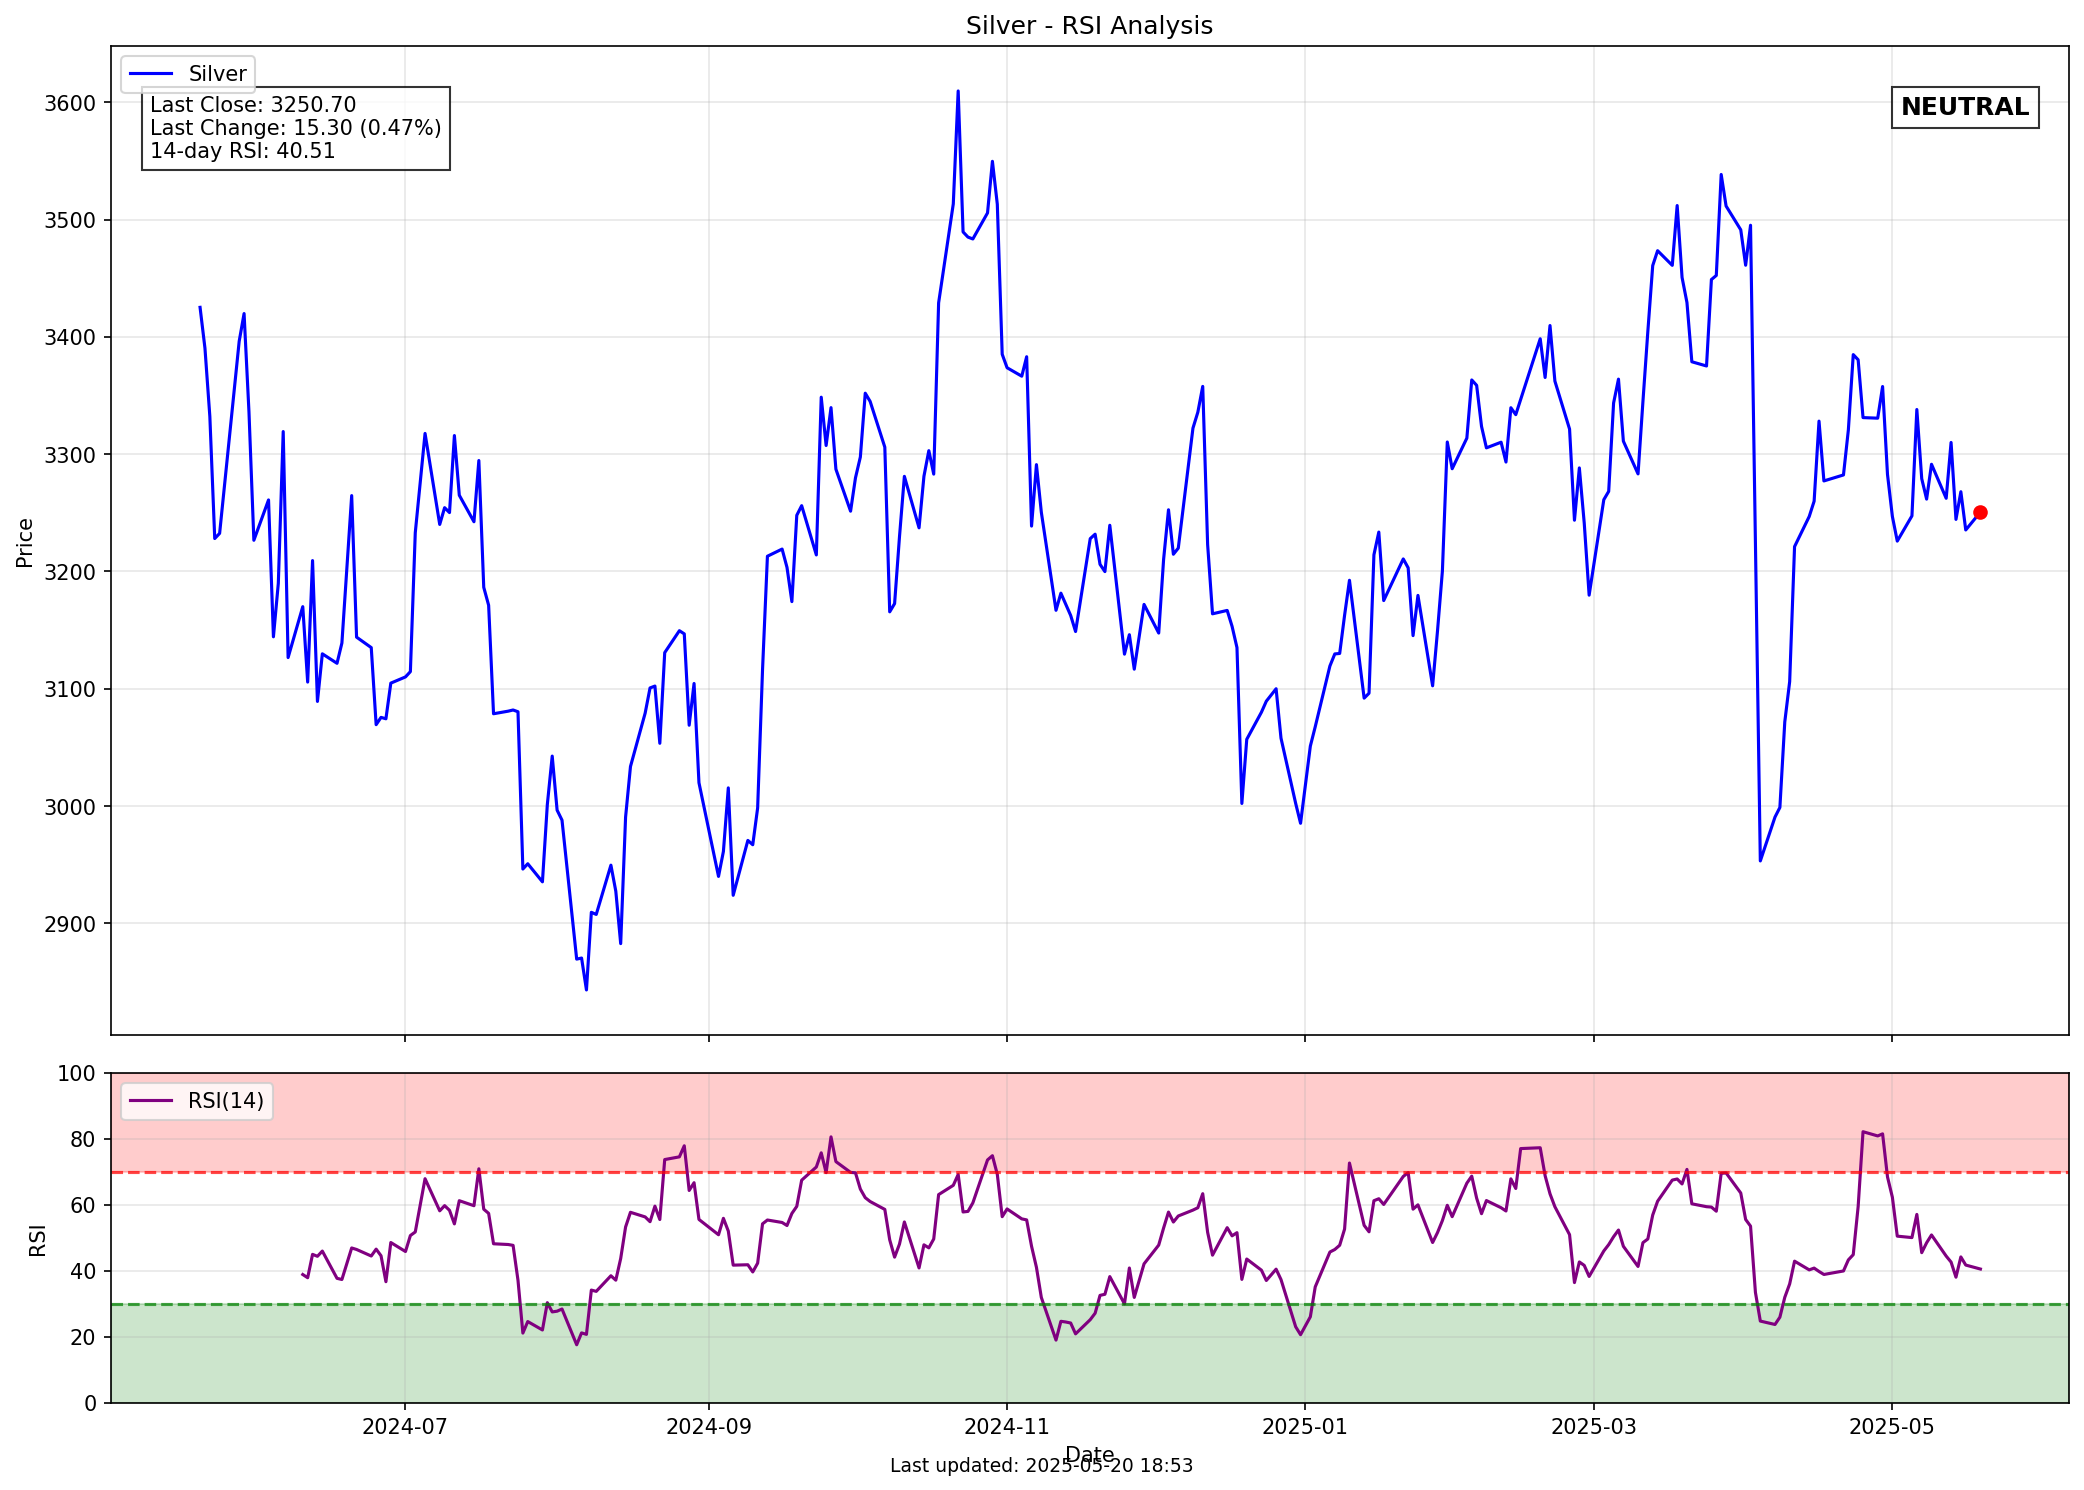 Silver - RSI Analysis
Silver
Last Close: 3250.70
Last Change: 15.30 (0.47%)
14-day RSI: 40.51
NEUTRAL
3600
3500
3400
3300
3200
3100
3000
2900
Price
RSI(14)
100
80
60
40
20
0
RSI
2024-07
2024-09
2024-11
2025-01
2025-03
2025-05
Date
Last updated: 2025-05-20 18:53